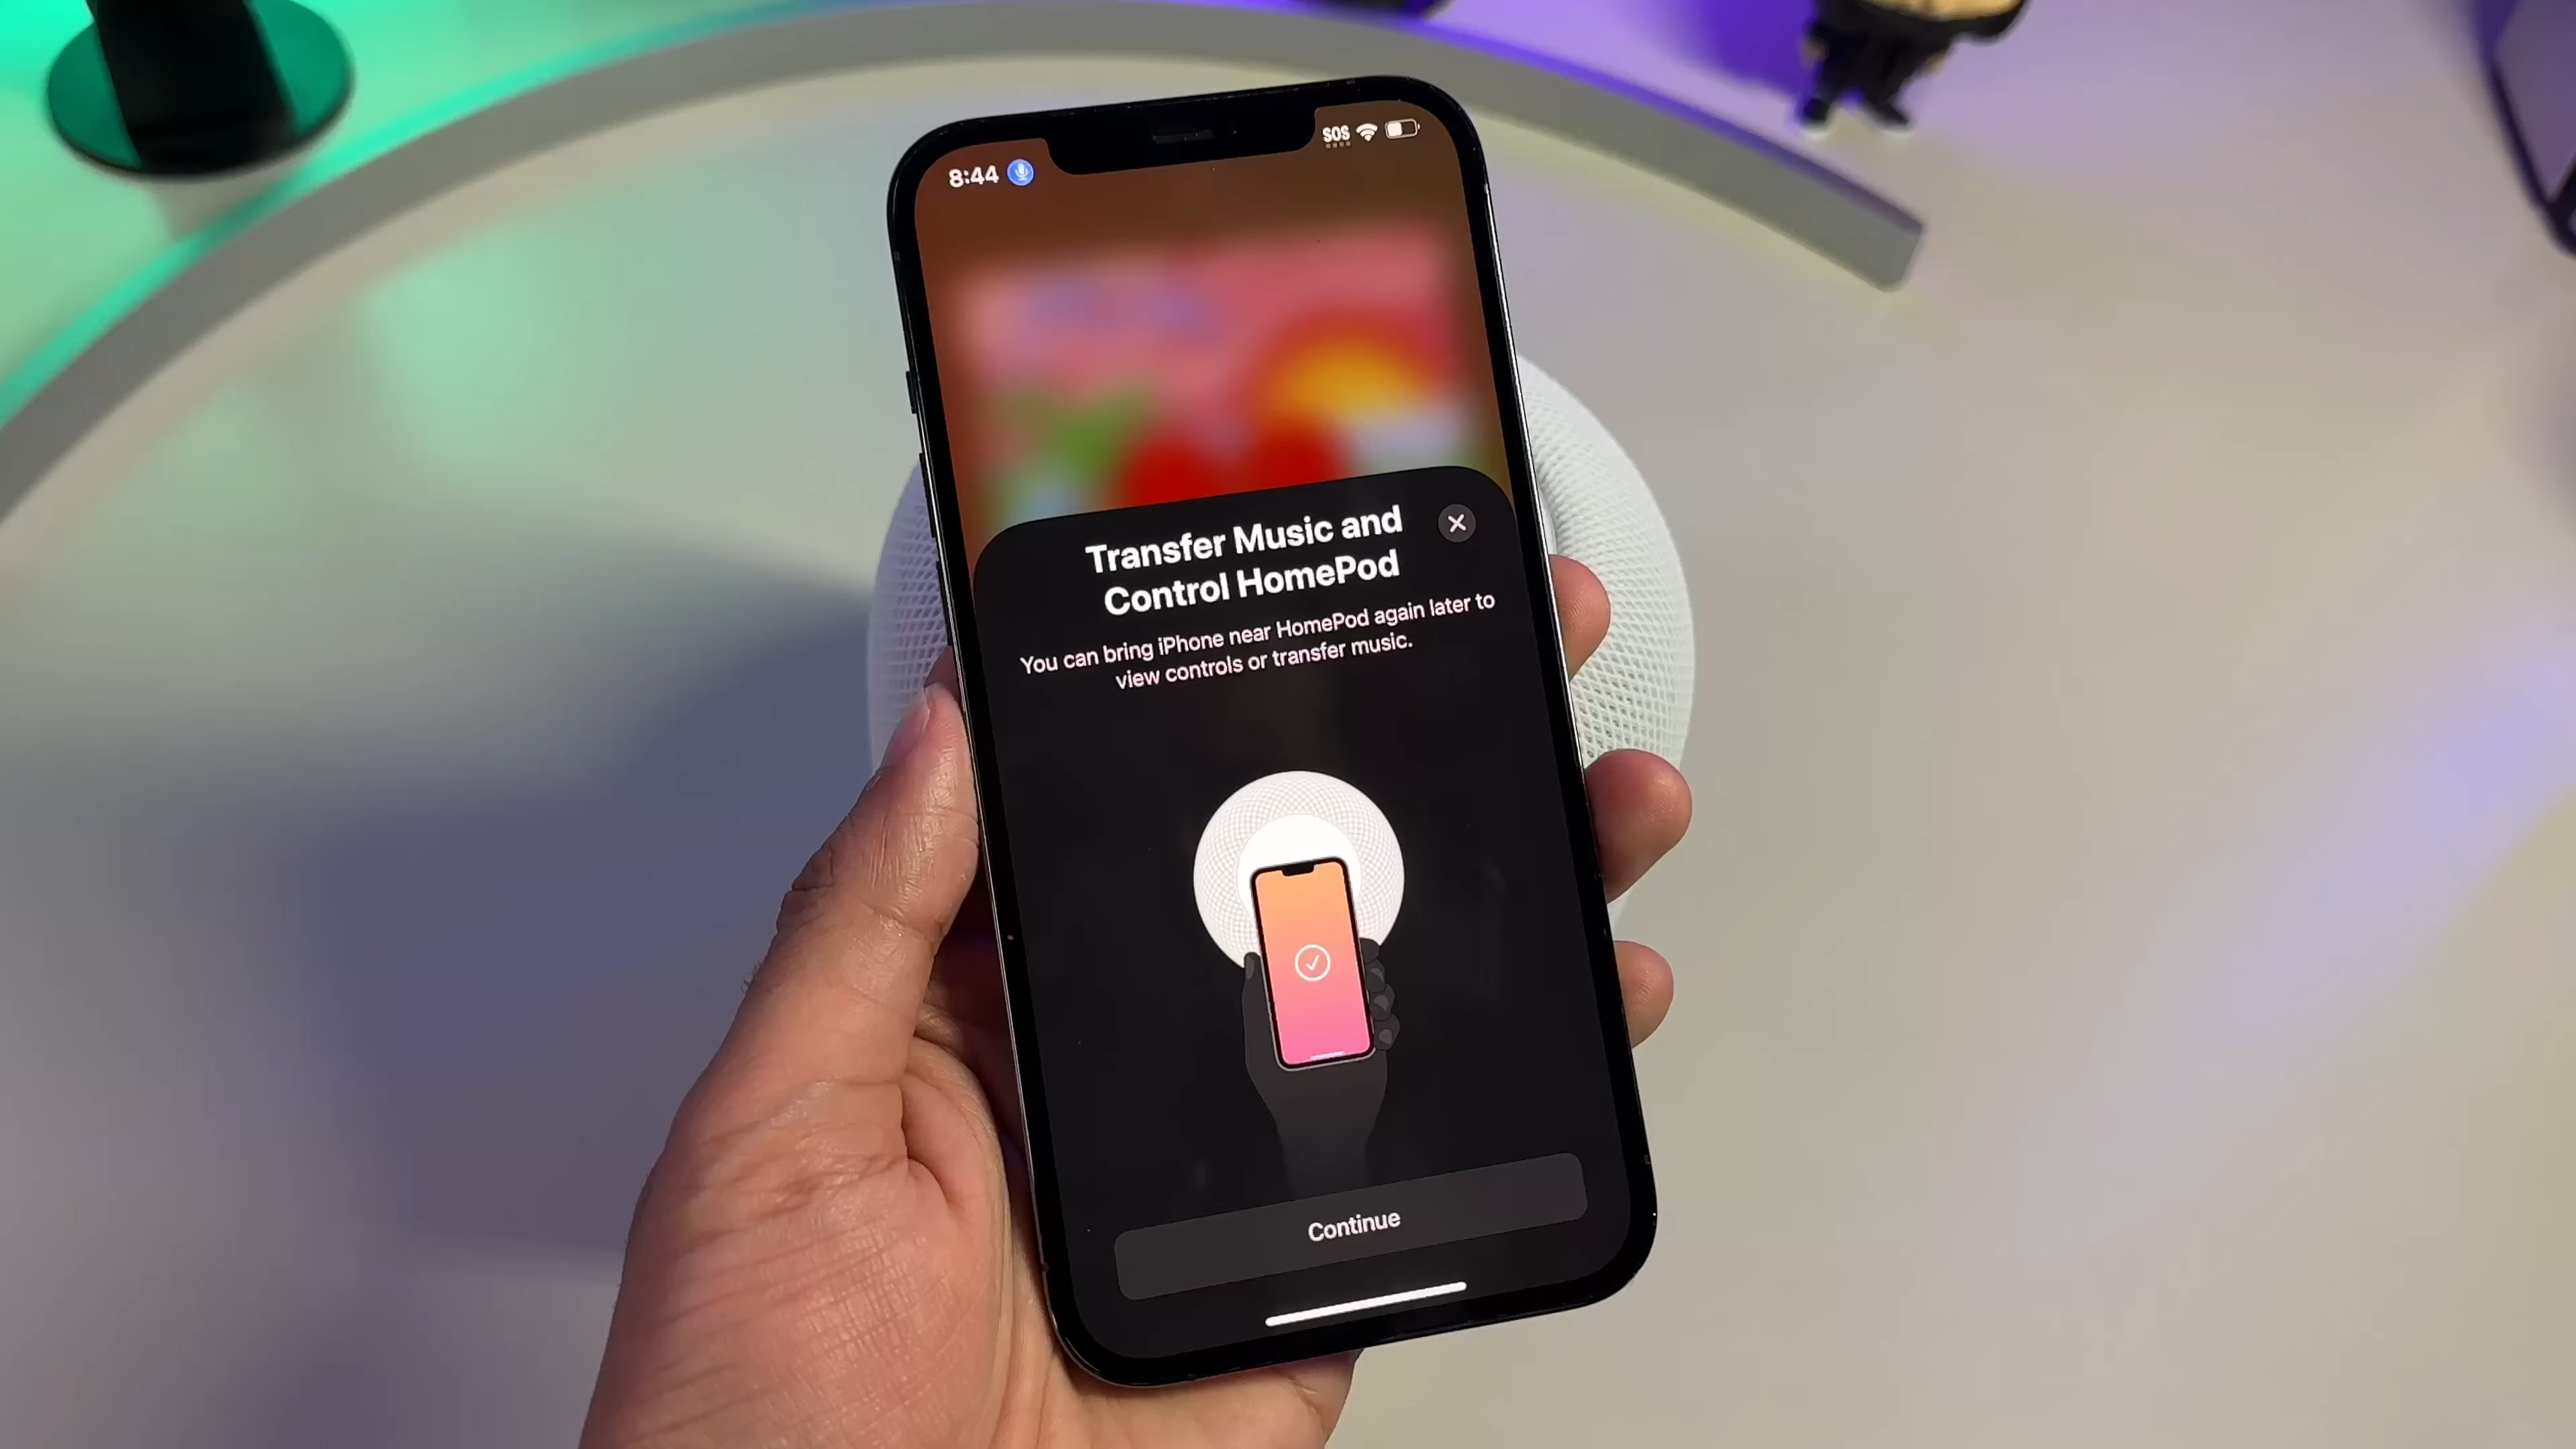 8:44
SOS
Transfer Music and
Control HomePod
You can bring iPhone near HomePod again later to
view controls or transfer music.
Continue